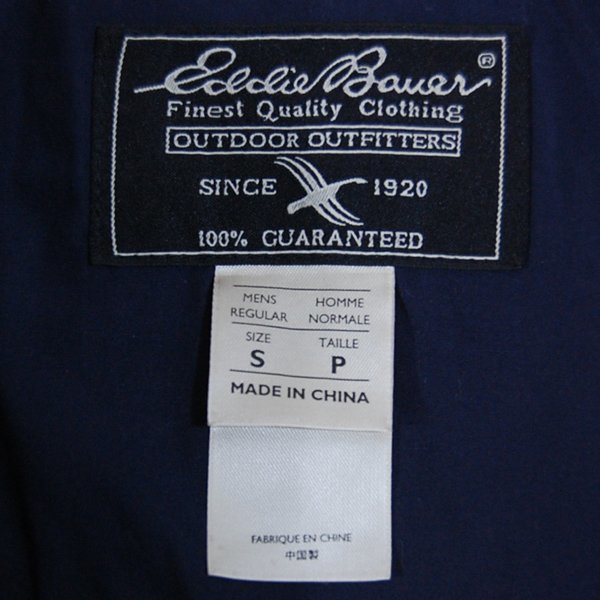 Eddie Bauer ®
Finest Quality Clothing
OUTDOOR OUTFITTERS
SINCE 1920
100% GUARANTEED
MENS HOMME
REGULAR NORMALE
SIZE TAILLE
S P
MADE IN CHINA
FABRIQUE EN CHINE
中国製